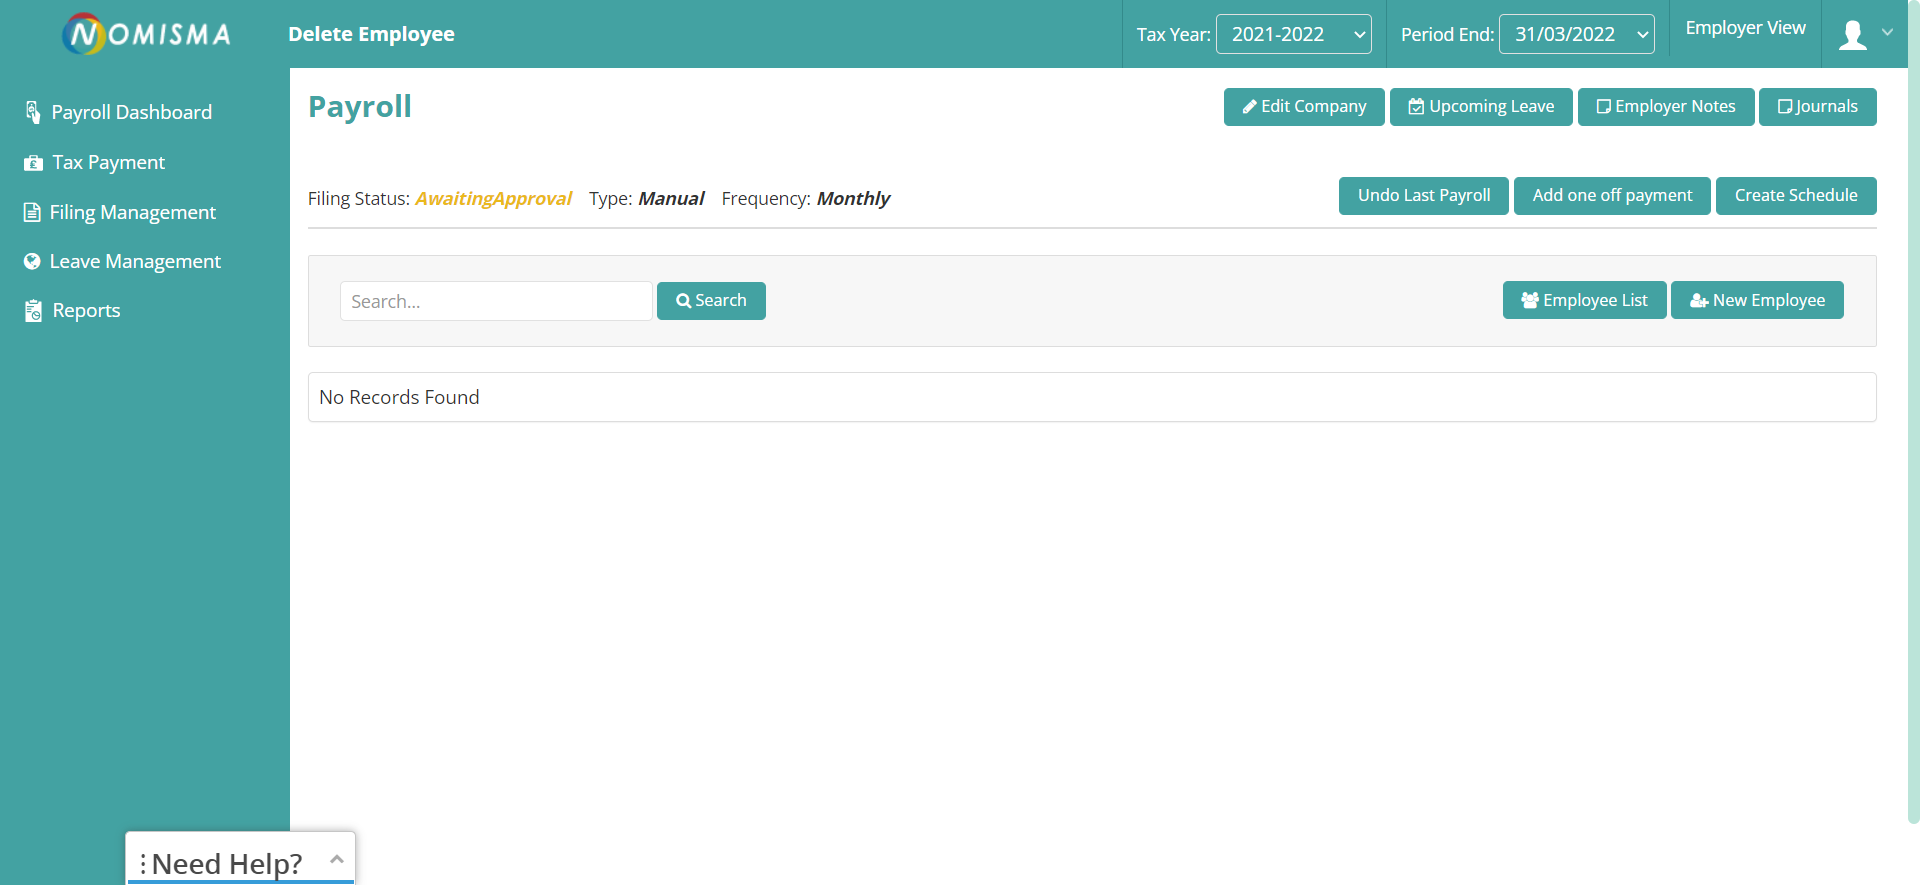 NOMISMA
Delete Employee
Tax Year: 2021-2022
Period End: 31/03/2022
Employer View
Payroll Dashboard
Tax Payment
Filing Management
Leave Management
Reports
Payroll
Edit Company
Upcoming Leave
Employer Notes
Journals
Filing Status: AwaitingApproval Type: Manual Frequency: Monthly
Undo Last Payroll
Add one off payment
Create Schedule
Search...
Search
Employee List
New Employee
No Records Found
Need Help?